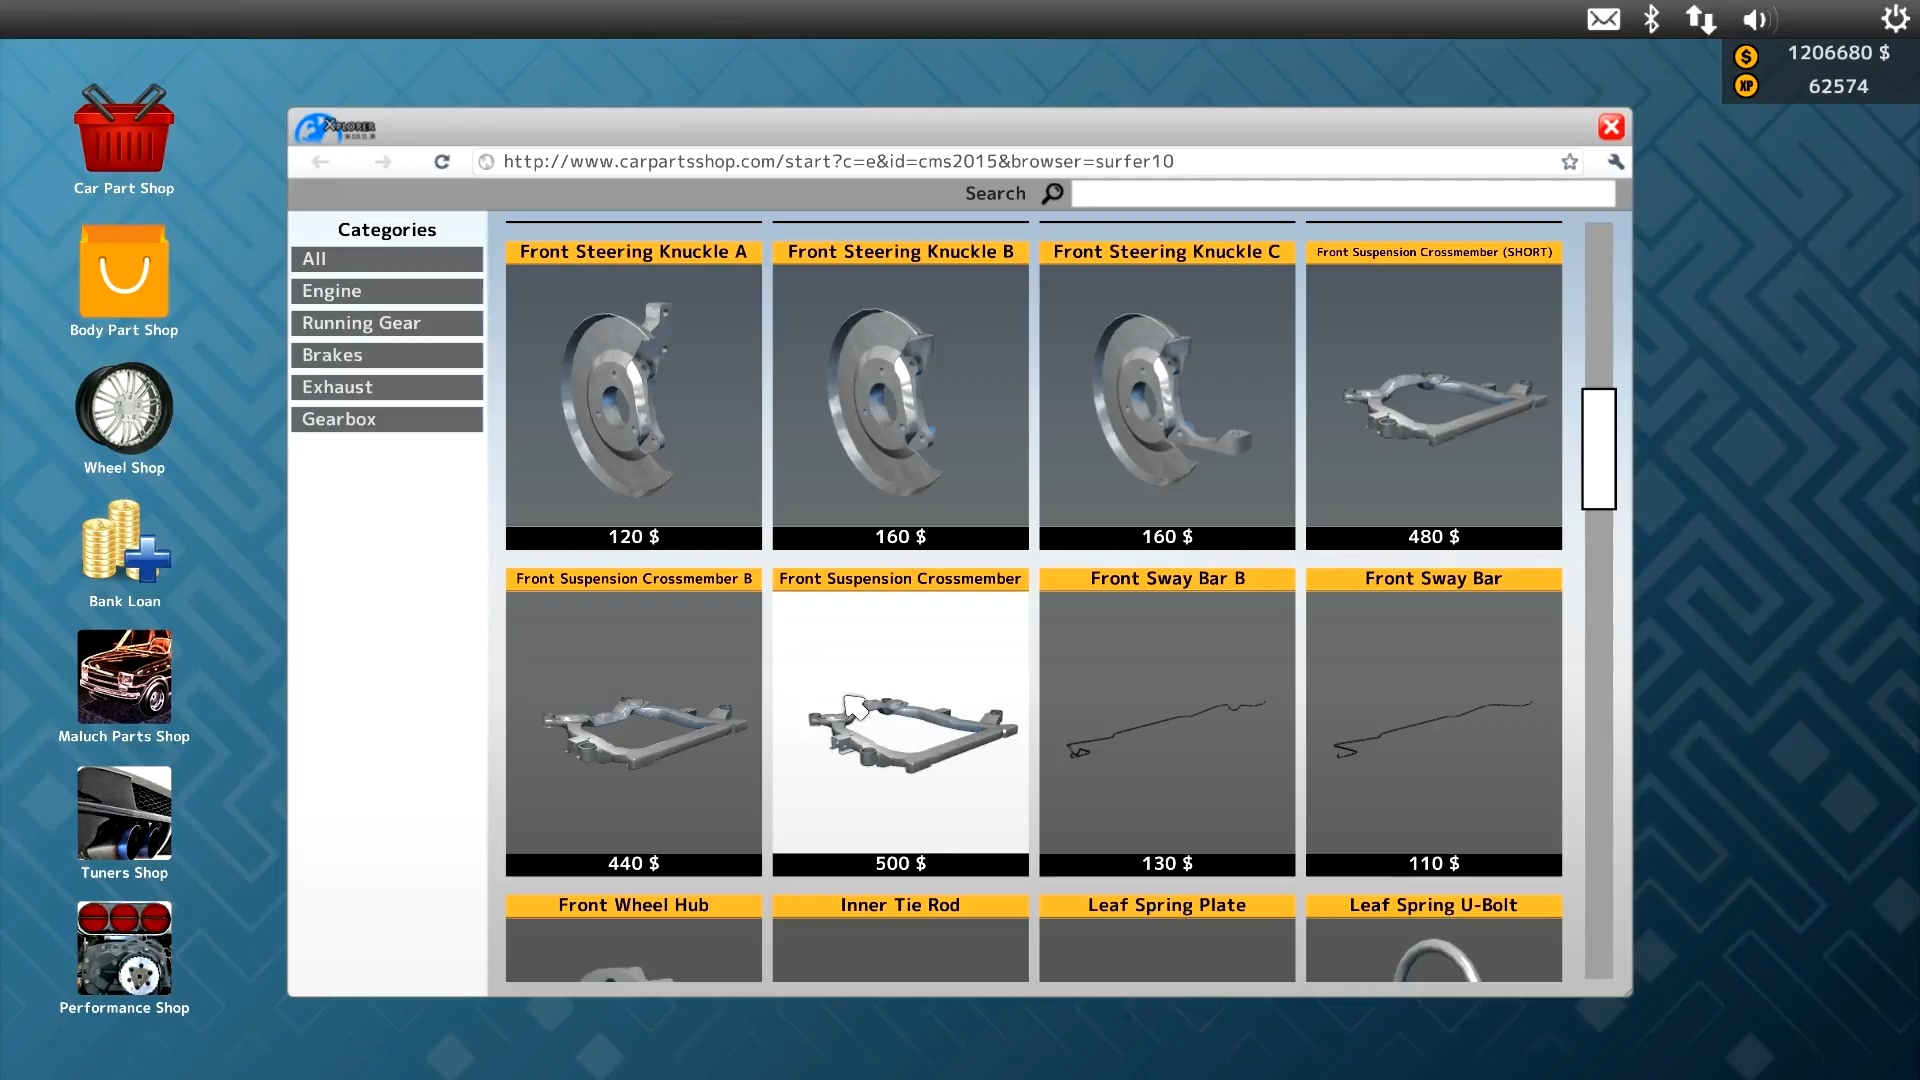 1206680 $
XP 62574
Car Part Shop
Body Part Shop
Wheel Shop
Bank Loan
Maluch Parts Shop
Tuners Shop
Performance Shop
XPLORER
http://www.carpartsshop.com/start?c=e&id=cms2015&browser=surfer10
Search
Categories
All
Engine
Running Gear
Brakes
Exhaust
Gearbox
Front Steering Knuckle A
Front Steering Knuckle B
Front Steering Knuckle C
Front Suspension Crossmember (SHORT)
120 $
160 $
160 $
480 $
Front Suspension Crossmember B
Front Suspension Crossmember
Front Sway Bar B
Front Sway Bar
440 $
500 $
130 $
110 $
Front Wheel Hub
Inner Tie Rod
Leaf Spring Plate
Leaf Spring U-Bolt